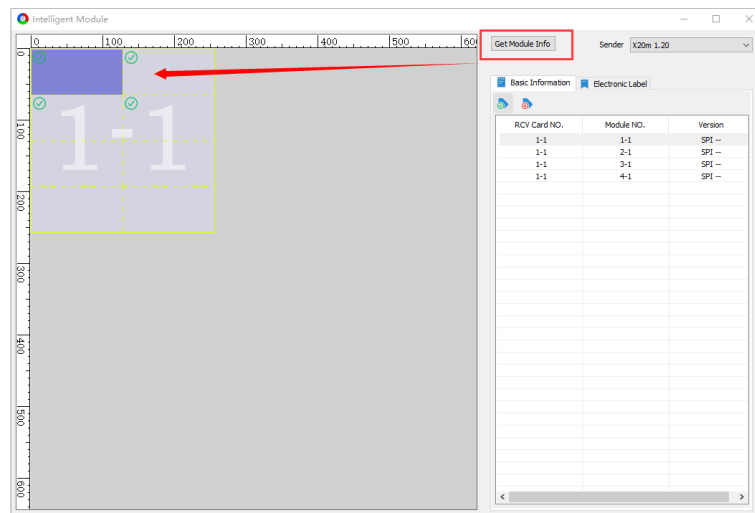 Intelligent Module
0 100 200 300 400 500 600
Get Module Info
Sender X20m 1.20
Basic Information Electronic Label
RCV Card NO. Module NO. Version
1-1 1-1 SPI --
1-1 2-1 SPI --
1-1 3-1 SPI --
1-1 4-1 SPI --
1-1
0
100
200
300
400
500
600